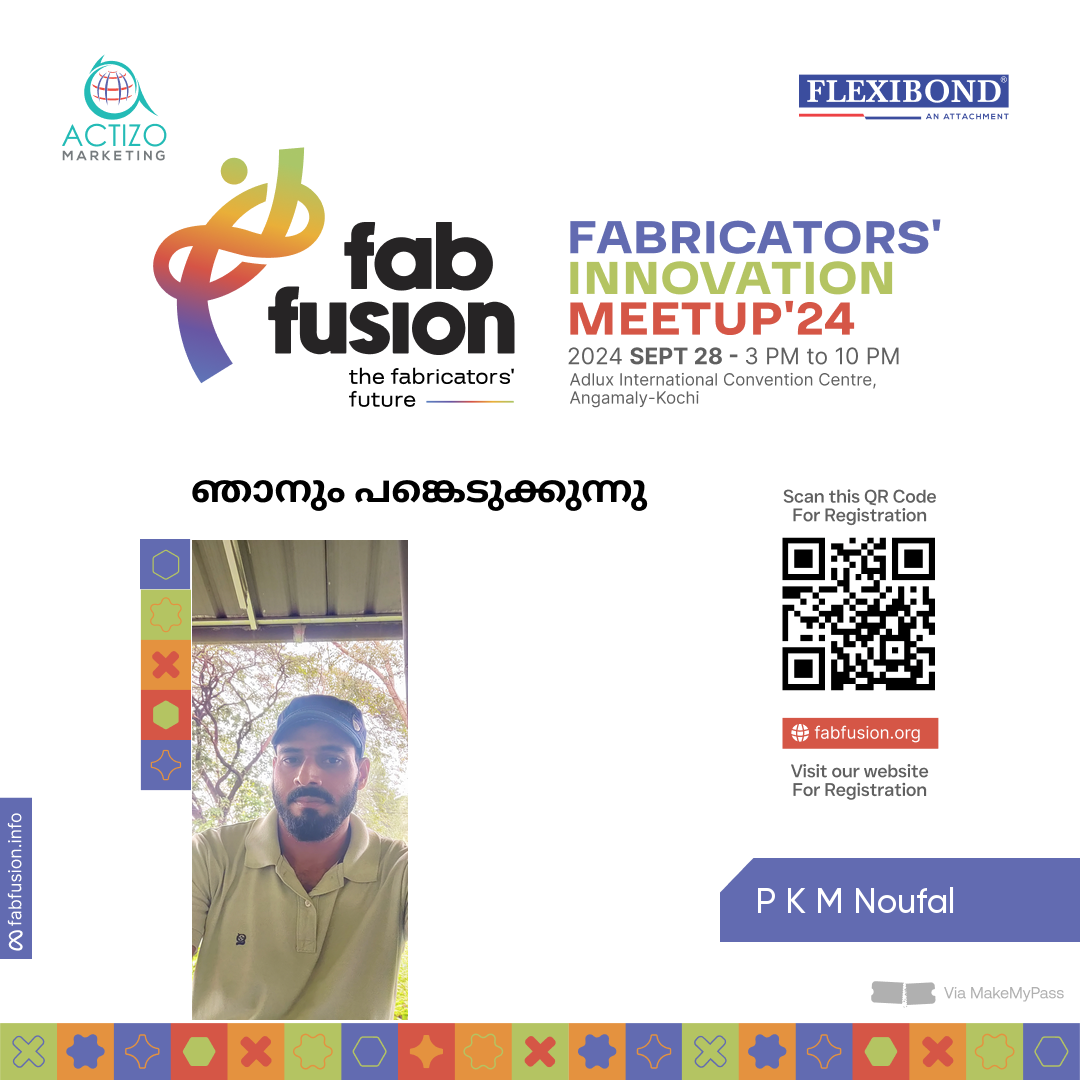 ACTIZO
MARKETING
FLEXIBOND®
AN ATTACHMENT
fab
fusion
the fabricators'
future
FABRICATORS'
INNOVATION
MEETUP'24
2024 SEPT 28 - 3 PM to 10 PM
Adlux International Convention Centre,
Angamaly-Kochi
ഞാനും പങ്കെടുക്കുന്നു
Scan this QR Code
For Registration
fabfusion.org
Visit our website
For Registration
fabfusion.info
P K M Noufal
Via MakeMyPass